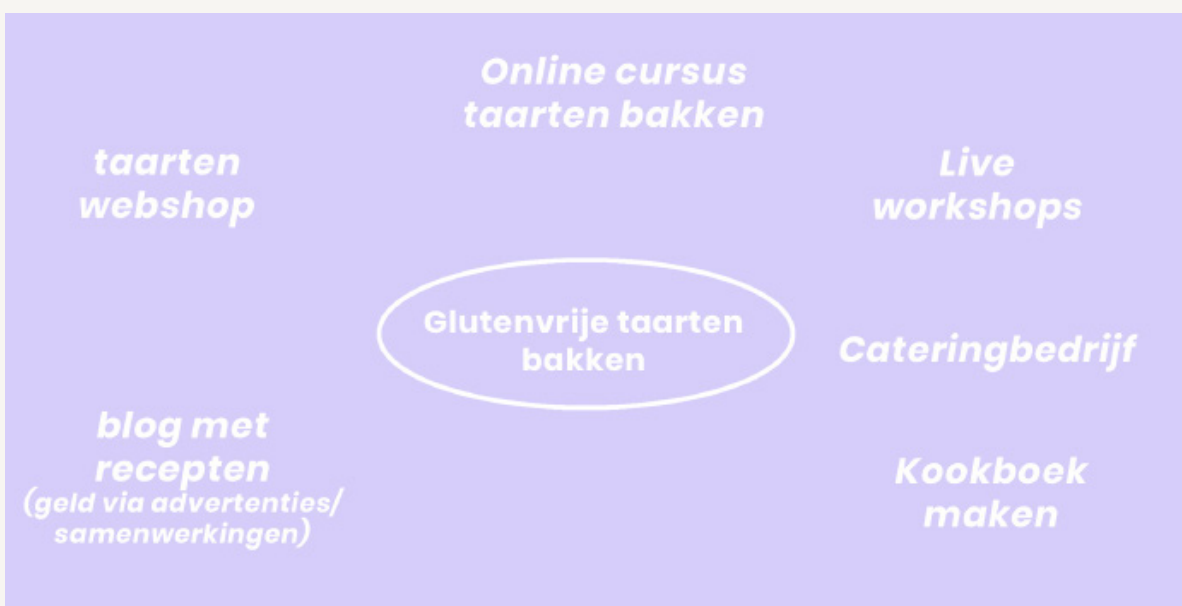 Online cursus
taarten bakken
taarten
webshop
Live
workshops
Glutenvrije taarten
bakken
Cateringbedrijf
blog met
recepten
(geld via advertenties/
samenwerkingen)
Kookboek
maken